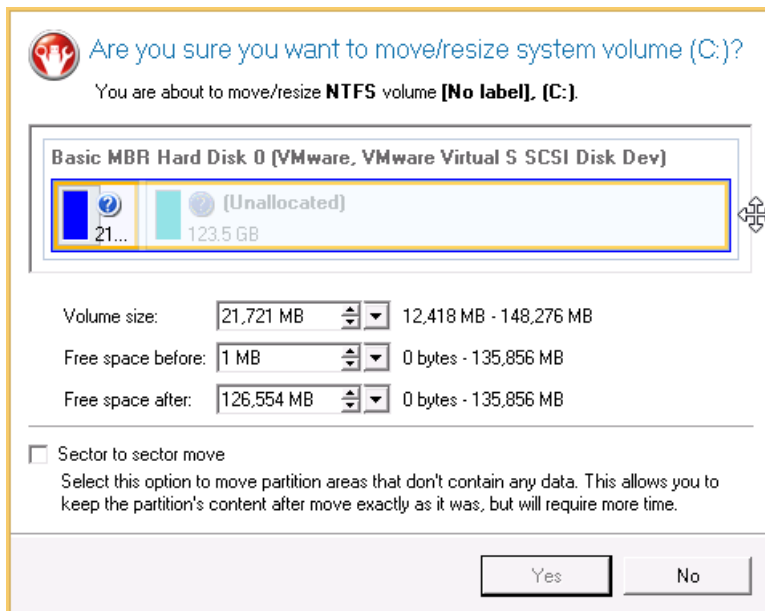 Are you sure you want to move/resize system volume (C:)?
You are about to move/resize NTFS volume [No label], (C:).
Basic MBR Hard Disk 0 (VMware, VMware Virtual S SCSI Disk Dev)
(Unallocated)
21... 123.5 GB
Volume size: 21,721 MB 12,418 MB - 148,276 MB
Free space before: 1 MB 0 bytes - 135,856 MB
Free space after: 126,554 MB 0 bytes - 135,856 MB
Sector to sector move
Select this option to move partition areas that don't contain any data. This allows you to
keep the partition's content after move exactly as it was, but will require more time.
Yes No